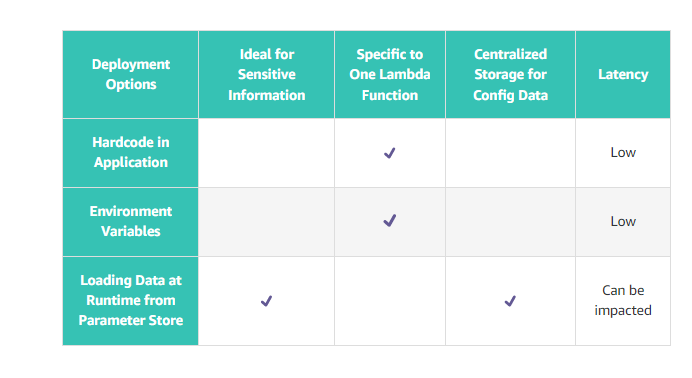 Deployment
Options
Ideal for
Sensitive
Information
Specific to
One Lambda
Function
Centralized
Storage for
Config Data
Latency
Hardcode in
Application
Low
Environment
Variables
Low
Loading Data at
Runtime from
Parameter Store
Can be
impacted